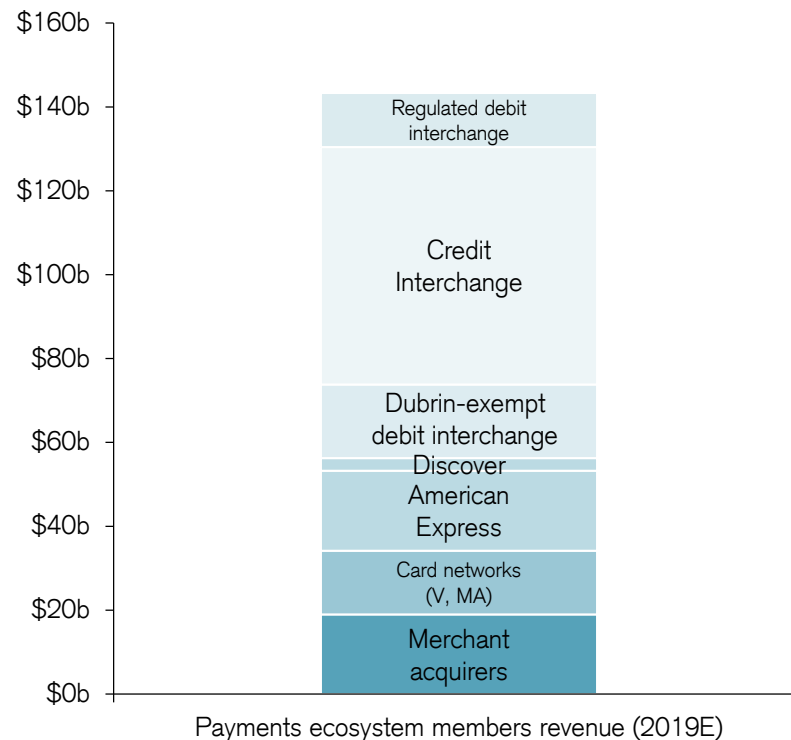 $160b
$140b
$120b
$100b
$80b
$60b
$40b
$20b
$0b
Regulated debit
interchange
Credit
Interchange
Dubrin-exempt
debit interchange
Discover
American
Express
Card networks
(V, MA)
Merchant
acquirers
Payments ecosystem members revenue (2019E)